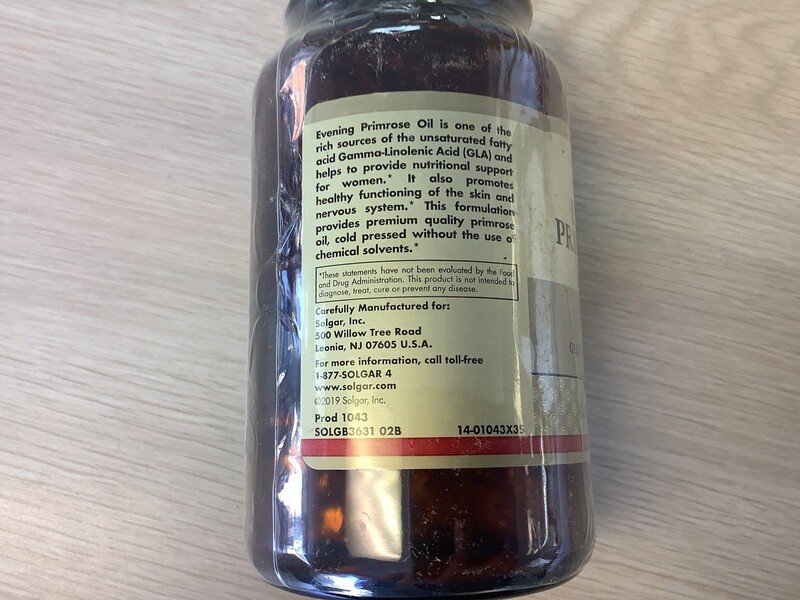 Evening Primrose Oil is one of the
rich sources of the unsaturated fatty
acid Gamma-Linolenic Acid (GLA) and
helps to provide nutritional support
for women.* It also promotes
healthy functioning of the skin and
nervous system.* This formulation
provides premium quality primrose
oil, cold pressed without the use of
chemical solvents.*
*These statements have not been evaluated by the Food
and Drug Administration. This product is not intended to
diagnose, treat, cure or prevent any disease.
Carefully Manufactured for:
Solgar, Inc.
500 Willow Tree Road
Leonia, NJ 07605 U.S.A.
For more information, call toll-free
1-877-SOLGAR 4
www.solgar.com
©2019 Solgar, Inc.
Prod 1043
SOLGB3631 02B 14-01043X35